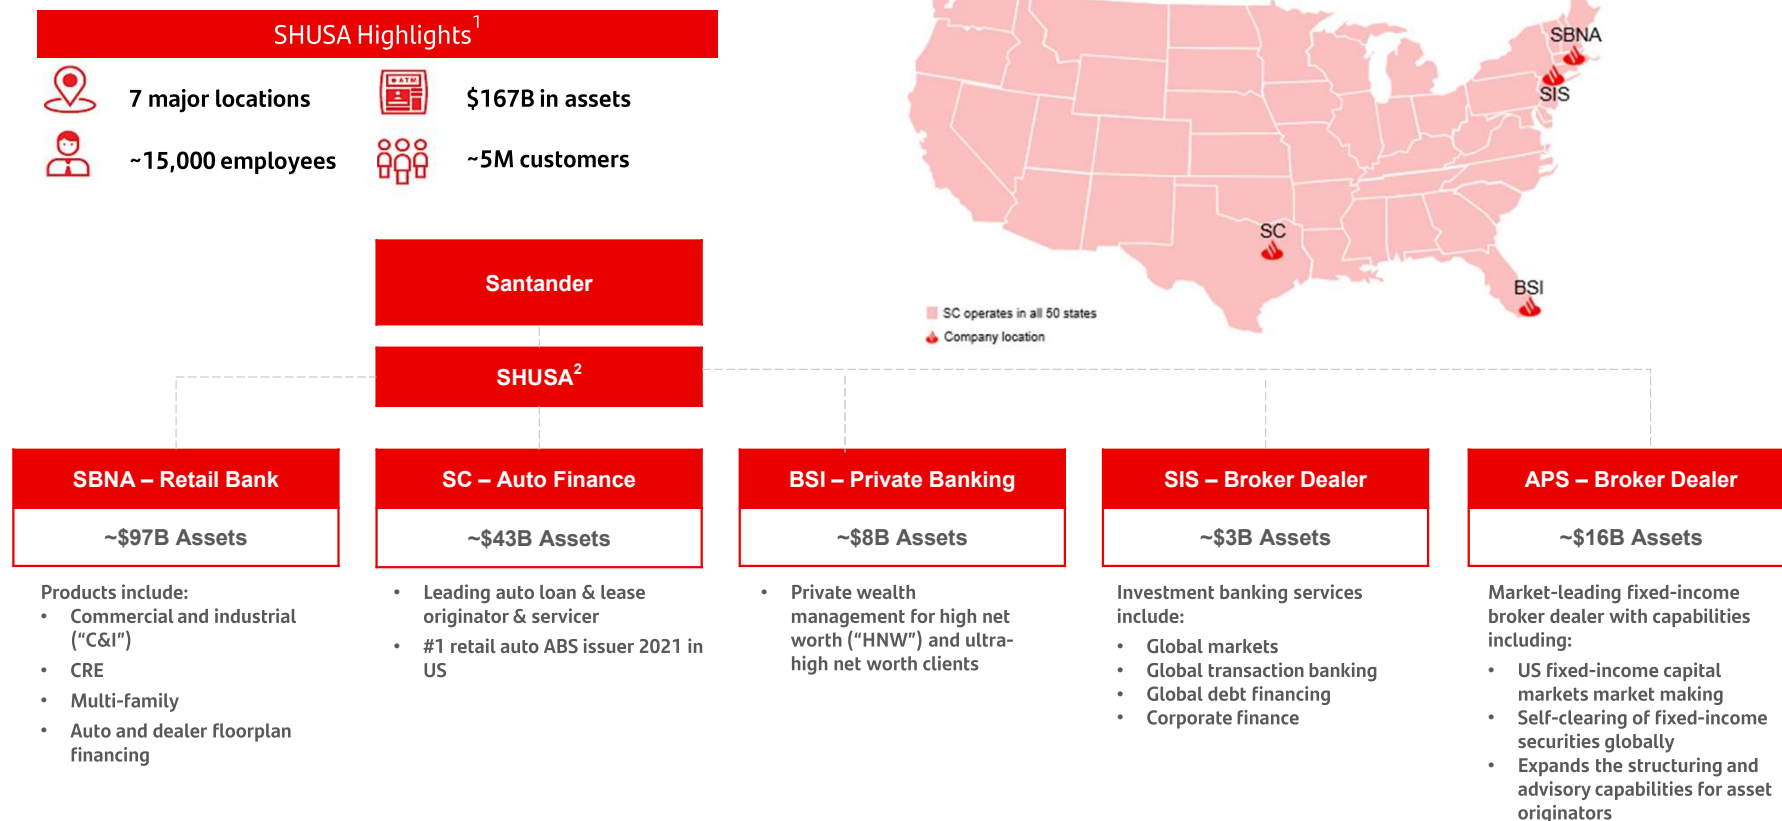 SHUSA Highlights1
7 major locations
$167B in assets
~15,000 employees
~5M customers
ATM
SBNA
SIS
SC
BSI
SC operates in all 50 states
Company location
Santander
SHUSA2
SBNA – Retail Bank
~$97B Assets
Products include:
• Commercial and industrial
("C&I")
• CRE
• Multi-family
• Auto and dealer floorplan
financing
SC – Auto Finance
~$43B Assets
• Leading auto loan & lease
originator & servicer
• #1 retail auto ABS issuer 2021 in
US
BSI – Private Banking
~$8B Assets
• Private wealth
management for high net
worth ("HNW") and ultra-
high net worth clients
SIS – Broker Dealer
~$3B Assets
Investment banking services
include:
• Global markets
• Global transaction banking
• Global debt financing
• Corporate finance
APS – Broker Dealer
~$16B Assets
Market-leading fixed-income
broker dealer with capabilities
including:
• US fixed-income capital
markets market making
• Self-clearing of fixed-income
securities globally
• Expands the structuring and
advisory capabilities for asset
originators